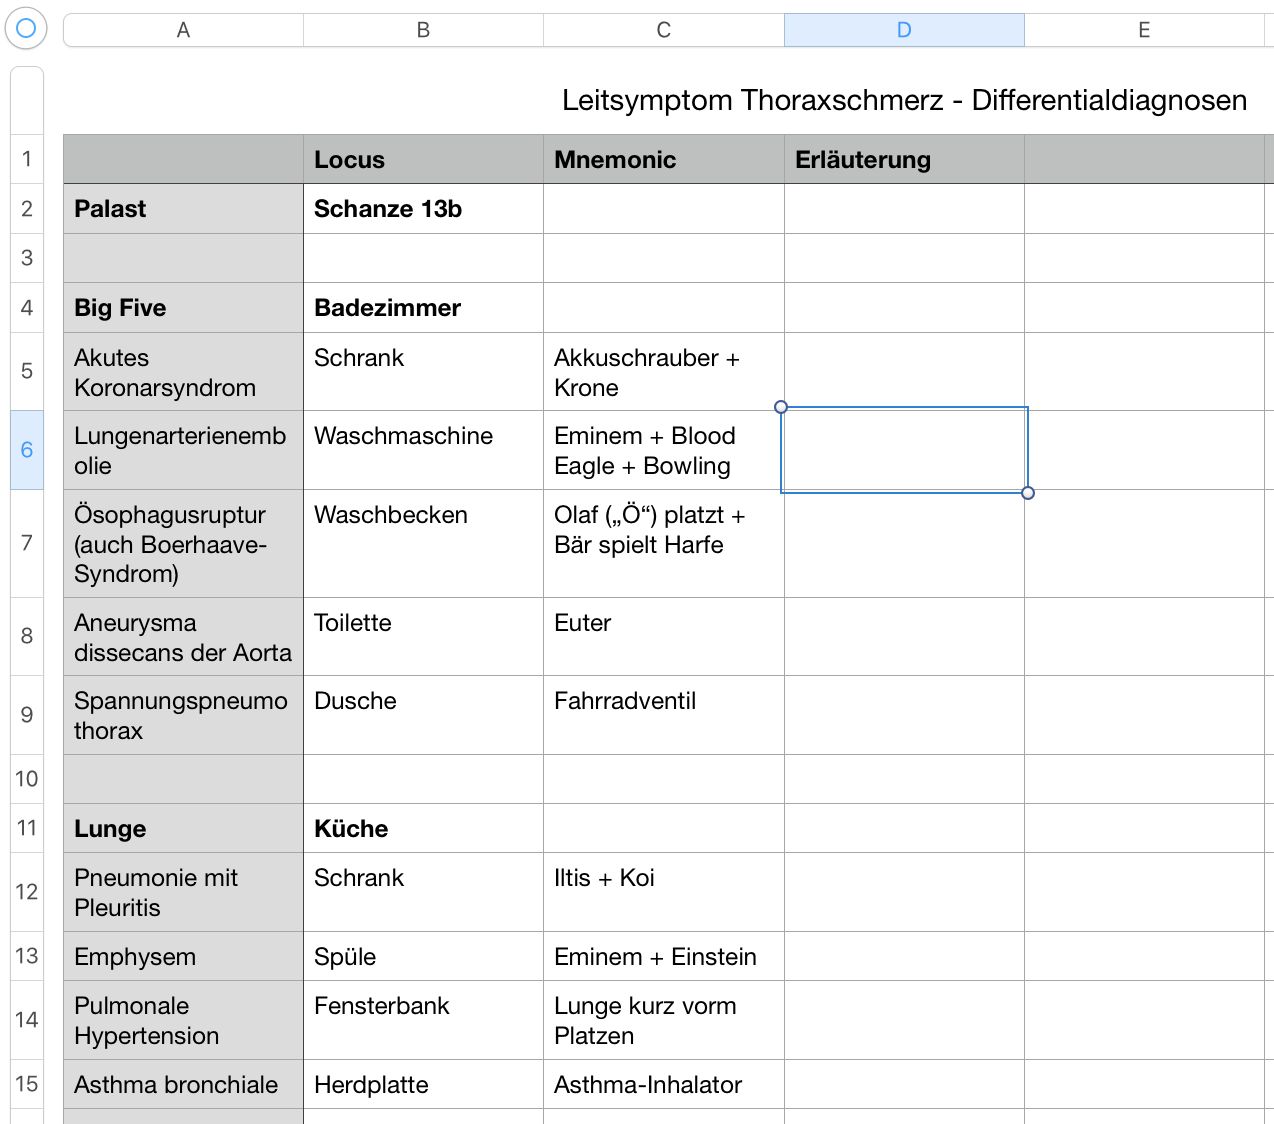 A B C D E
Leitsymptom Thoraxschmerz - Differentialdiagnosen
1 Locus Mnemonic Erläuterung
2 Palast Schanze 13b
3
4 Big Five Badezimmer
5 Akutes Koronarsyndrom Schrank Akkuschrauber + Krone
6 Lungenarterienembolie Waschmaschine Eminem + Blood Eagle + Bowling
7 Ösophagusruptur (auch Boerhaave-Syndrom) Waschbecken Olaf („Ö“) platzt + Bär spielt Harfe
8 Aneurysma dissecans der Aorta Toilette Euter
9 Spannungspneumothorax Dusche Fahrradventil
10
11 Lunge Küche
12 Pneumonie mit Pleuritis Schrank Iltis + Koi
13 Emphysem Spüle Eminem + Einstein
14 Pulmonale Hypertension Fensterbank Lunge kurz vorm Platzen
15 Asthma bronchiale Herdplatte Asthma-Inhalator